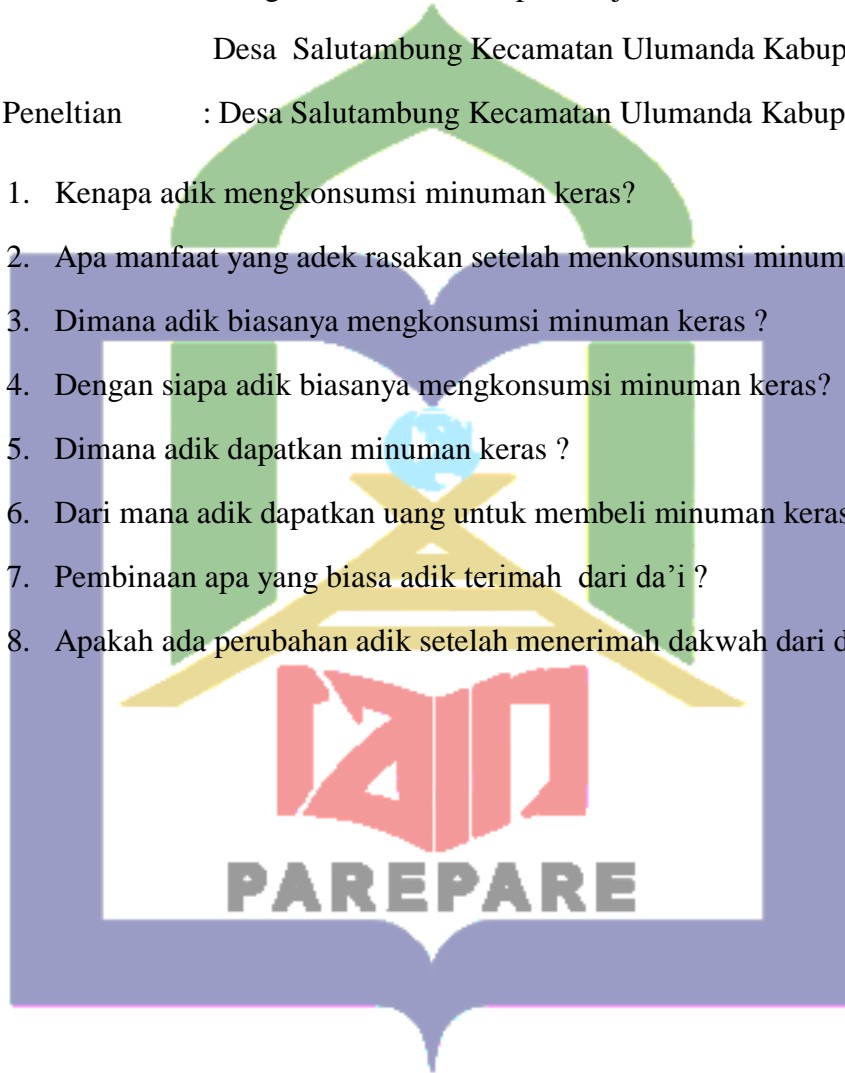 Desa Salutambung Kecamatan Ulumanda Kabup
Peneltian : Desa Salutambung Kecamatan Ulumanda Kabup
1. Kenapa adik mengkonsumsi minuman keras?
2. Apa manfaat yang adek rasakan setelah menkonsumsi minum
3. Dimana adik biasanya mengkonsumsi minuman keras ?
4. Dengan siapa adik biasanya mengkonsumsi minuman keras?
5. Dimana adik dapatkan minuman keras ?
6. Dari mana adik dapatkan uang untuk membeli minuman keras
7. Pembinaan apa yang biasa adik terimah dari da’i ?
8. Apakah ada perubahan adik setelah menerimah dakwah dari d
iain
PAREPARE